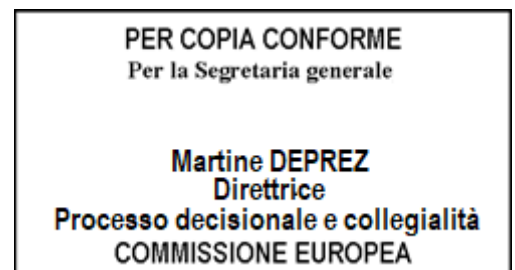 PER COPIA CONFORME
Per la Segretaria generale
Martine DEPREZ
Direttrice
Processo decisionale e collegialità
COMMISSIONE EUROPEA